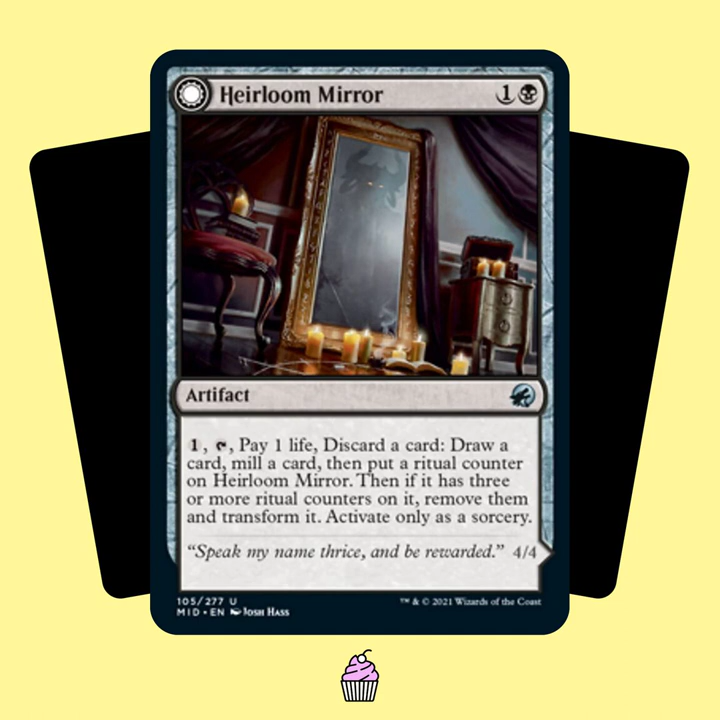 Heirloom Mirror 1
Artifact
1, , Pay 1 life, Discard a card: Draw a
card, mill a card, then put a ritual counter
on Heirloom Mirror. Then if it has three
or more ritual counters on it, remove them
and transform it. Activate only as a sorcery.
“Speak my name thrice, and be rewarded.” 4/4
105/277 U ™ & © 2021 Wizards of the Coast
MID • EN Josh Hass